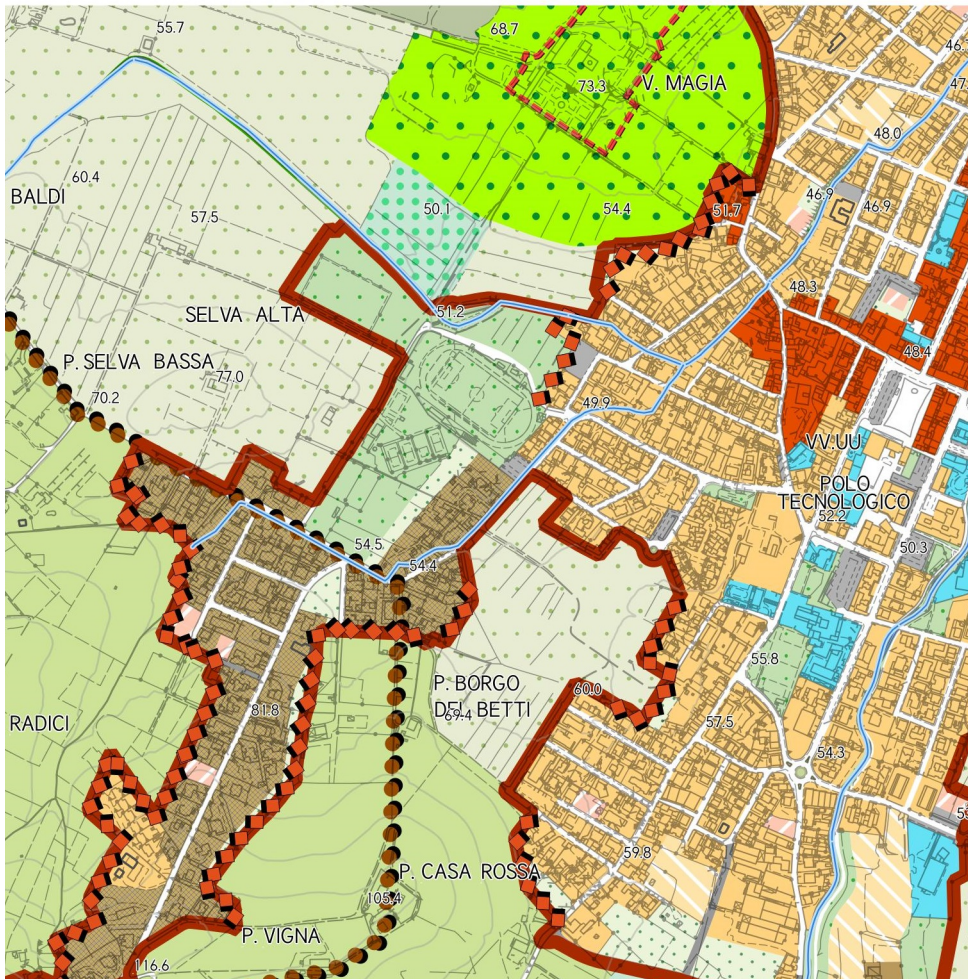 55.7
68.7
73.3
V. MAGIA
48.0
60.4
BALDI
50.1
46.9
46.9
57.5
54.4
51.7
48.3
SELVA ALTA
51.2
48.4
P. SELVA BASSA
77.0
70.2
49.9
VV.UU
POLO
TECNOLOGICO
52.2
54.5
50.3
54.4
55.8
P. BORGO
DEI BETTI
69.4
60.0
81.8
RADICI
57.5
54.3
59.8
P. CASA ROSSA
105.4
P. VIGNA
116.6